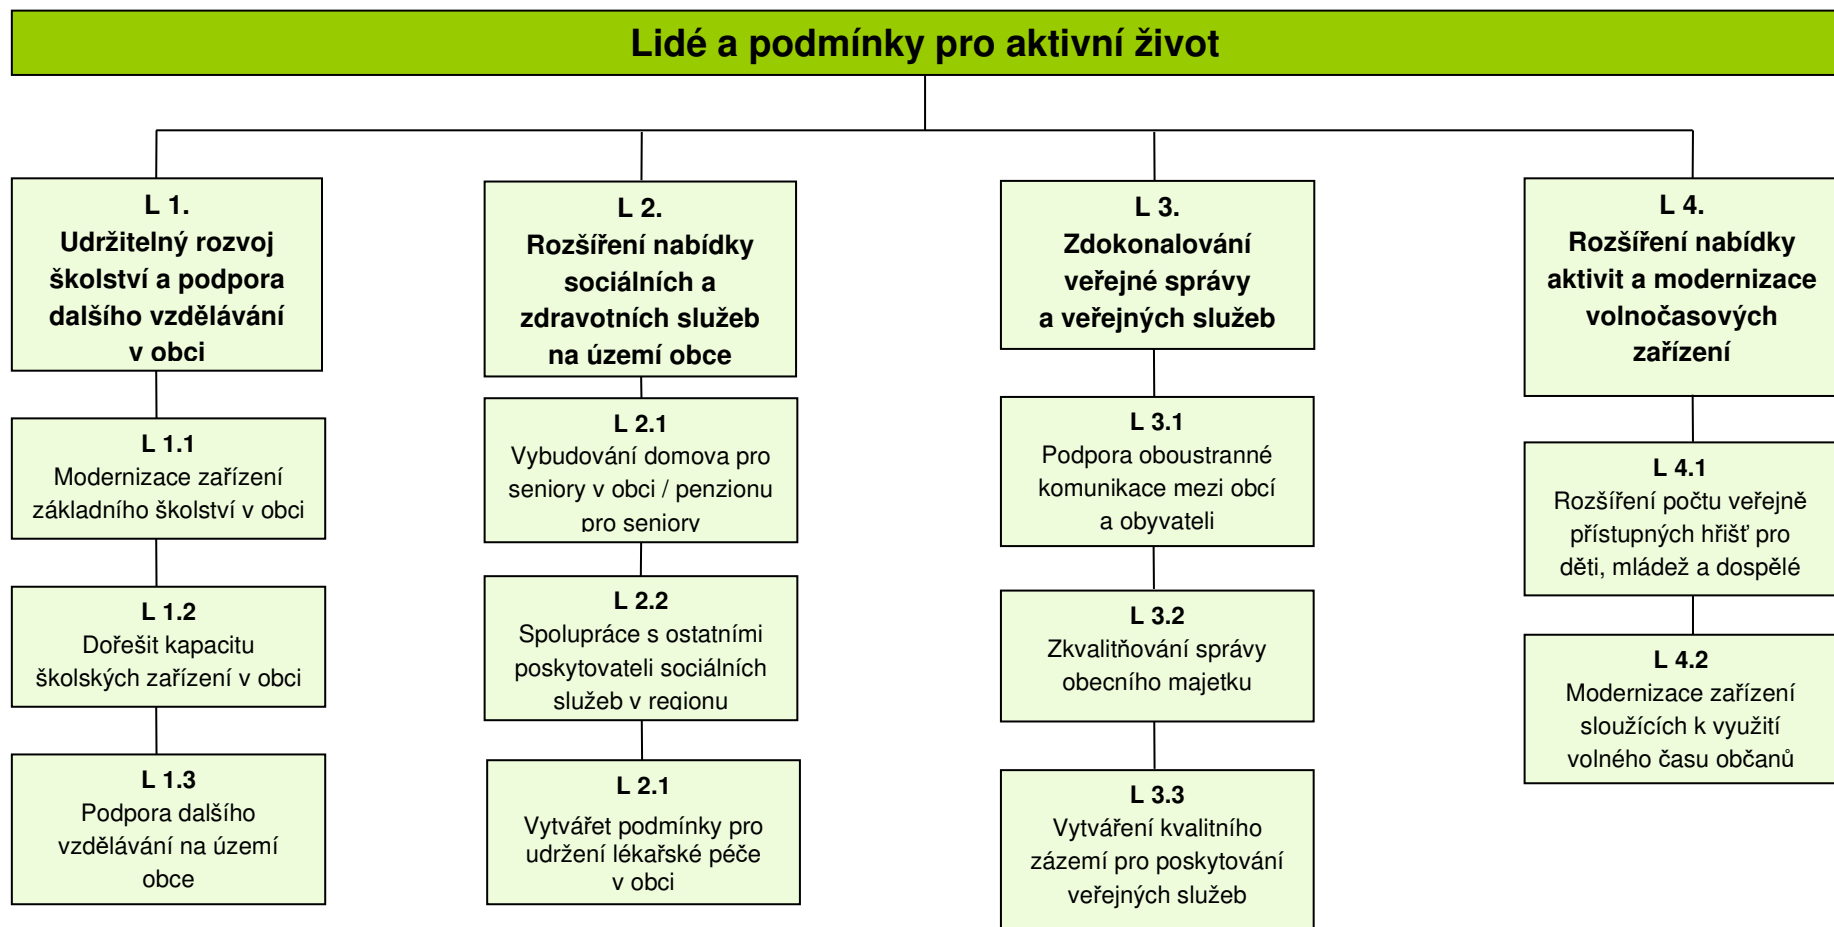 Lidé a podmínky pro aktivní život
L 1.
Udržitelný rozvoj
školství a podpora
dalšího vzdělávání
v obci
L 1.1
Modernizace zařízení
základního školství v obci
L 1.2
Dořešit kapacitu
školských zařízení v obci
L 1.3
Podpora dalšího
vzdělávání na území
obce
L 2.
Rozšíření nabídky
sociálních a
zdravotních služeb
na území obce
L 2.1
Vybudování domova pro
seniory v obci / penzionu
pro seniory
L 2.2
Spolupráce s ostatními
poskytovateli sociálních
služeb v regionu
L 2.1
Vytvářet podmínky pro
udržení lékařské péče
v obci
L 3.
Zdokonalování
veřejné správy
a veřejných služeb
L 3.1
Podpora oboustranné
komunikace mezi obcí
a obyvateli
L 3.2
Zkvalitňování správy
obecního majetku
L 3.3
Vytváření kvalitního
zázemí pro poskytování
veřejných služeb
L 4.
Rozšíření nabídky
aktivit a modernizace
volnočasových
zařízení
L 4.1
Rozšíření počtu veřejně
přístupných hřišť pro
děti, mládež a dospělé
L 4.2
Modernizace zařízení
sloužících k využití
volného času občanů